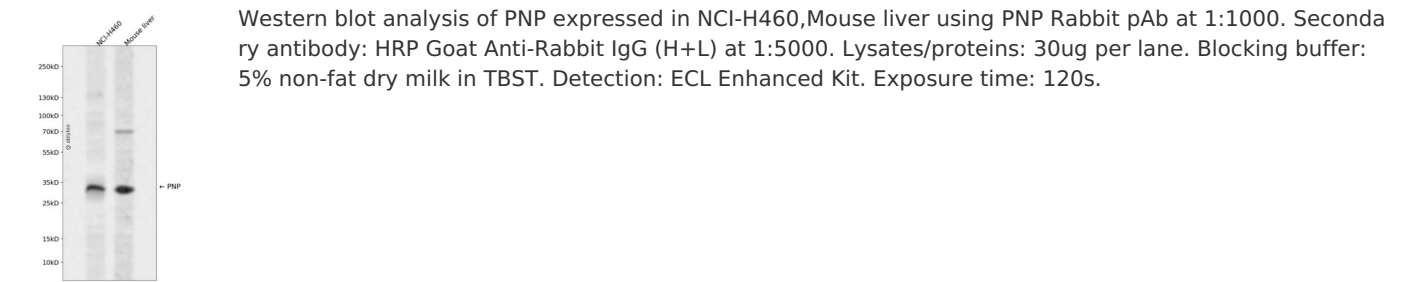 NCI-H460
Mouse liver
250kD
130kD
100kD
70kD
55kD
35kD
25kD
15kD
10kD
← PNP
Western blot analysis of PNP expressed in NCI-H460,Mouse liver using PNP Rabbit pAb at 1:1000. Seconda
ry antibody: HRP Goat Anti-Rabbit IgG (H+L) at 1:5000. Lysates/proteins: 30ug per lane. Blocking buffer:
5% non-fat dry milk in TBST. Detection: ECL Enhanced Kit. Exposure time: 120s.